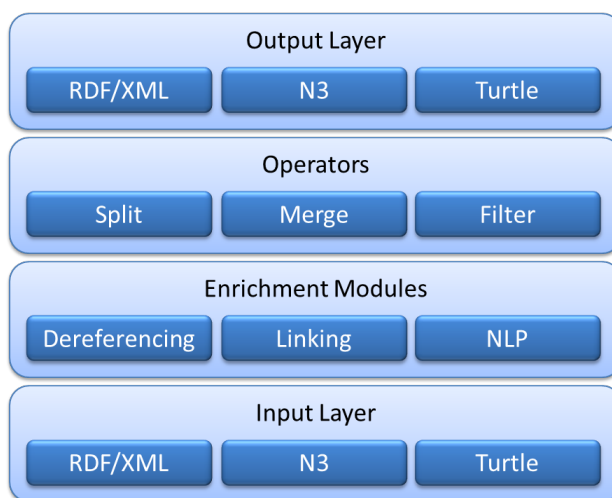 Output Layer
RDF/XML N3 Turtle
Operators
Split Merge Filter
Enrichment Modules
Dereferencing Linking NLP
Input Layer
RDF/XML N3 Turtle